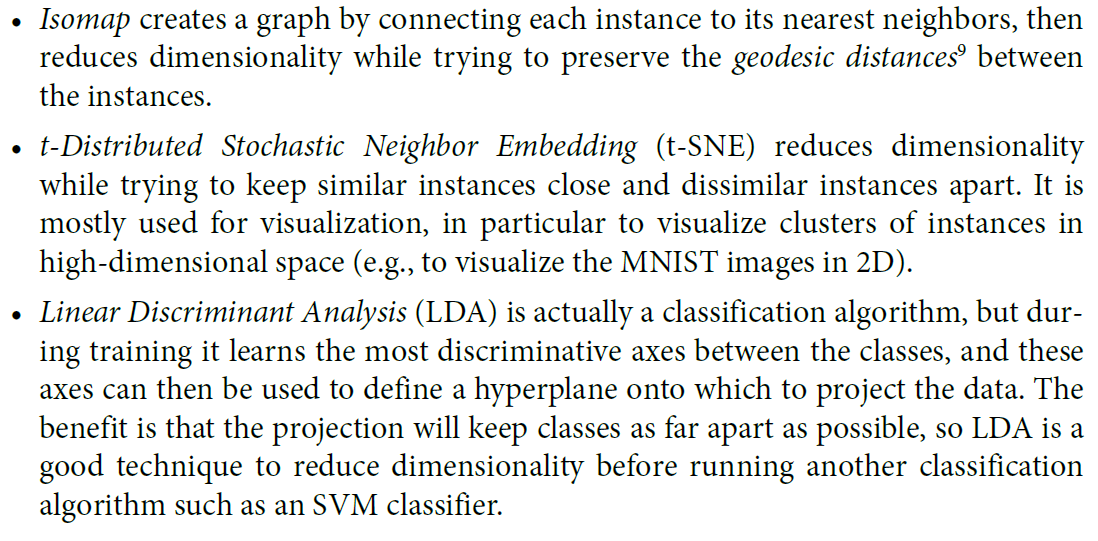 • Isomap creates a graph by connecting each instance to its nearest neighbors, then
reduces dimensionality while trying to preserve the geodesic distances⁹ between
the instances.
• t-Distributed Stochastic Neighbor Embedding (t-SNE) reduces dimensionality
while trying to keep similar instances close and dissimilar instances apart. It is
mostly used for visualization, in particular to visualize clusters of instances in
high-dimensional space (e.g., to visualize the MNIST images in 2D).
• Linear Discriminant Analysis (LDA) is actually a classification algorithm, but dur-
ing training it learns the most discriminative axes between the classes, and these
axes can then be used to define a hyperplane onto which to project the data. The
benefit is that the projection will keep classes as far apart as possible, so LDA is a
good technique to reduce dimensionality before running another classification
algorithm such as an SVM classifier.